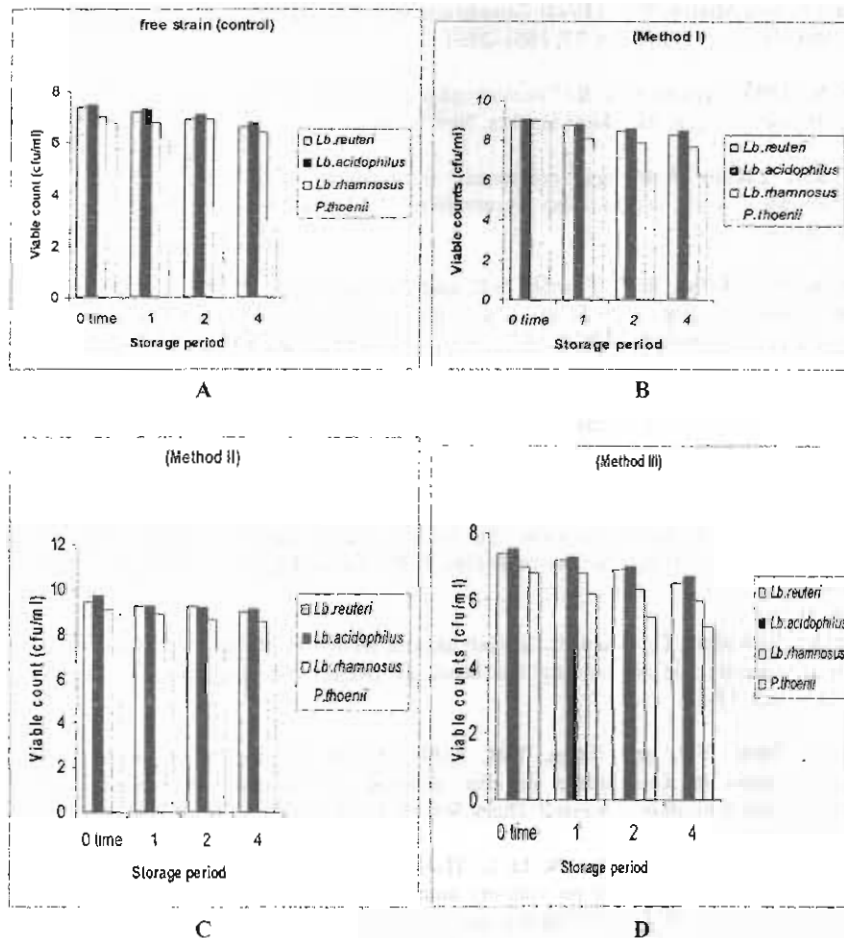 free strain (control)
Viable count (cfu/ml)
8
6
4
2
0
0 time
1
2
4
Storage period
Lb.reuteri
Lb.acidophilus
Lb.rhamnosus
P.thoenii
A
(Method I)
Viable counts (cfu/ml)
10
8
6
4
2
0
0 time
1
2
4
Storage period
Lb.reuteri
Lb.acidophilus
Lb.rhamnosus
P.thoenii
B
(Method II)
Viable count (cfu/ml)
12
10
8
6
4
2
0
0 time
1
2
4
Storage period
Lb.reuteri
Lb.acidophilus
Lb.rhamnosus
P.thoenii
C
(Method III)
Viable counts (cfu/ml)
8
6
4
2
0
0 time
1
2
4
Storage period
Lb.reuteri
Lb.acidophilus
Lb.rhamnosus
P.thoenii
D